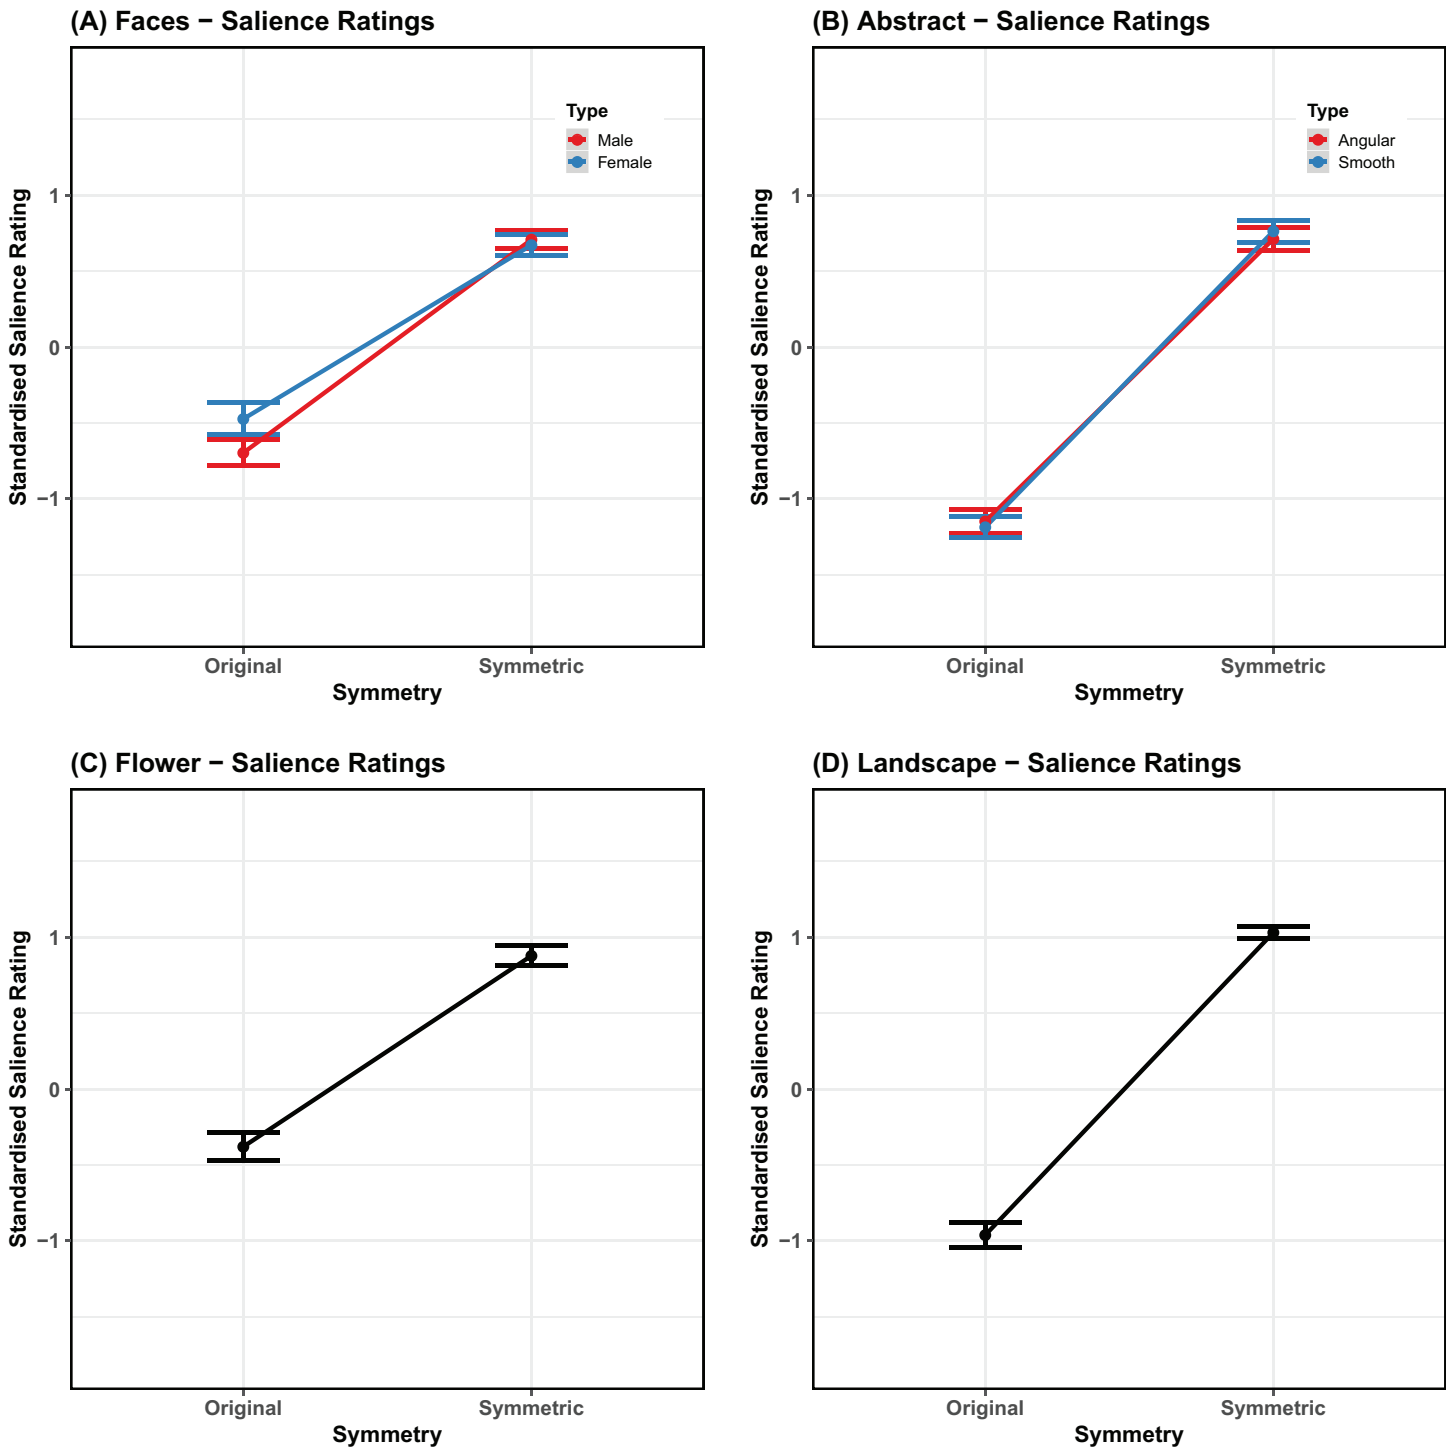 (A) Faces − Salience Ratings
Standardised Salience Rating
1
0
−1
Type
Male
Female
Original
Symmetric
Symmetry
(B) Abstract − Salience Ratings
Standardised Salience Rating
1
0
−1
Type
Angular
Smooth
Original
Symmetric
Symmetry
(C) Flower − Salience Ratings
Standardised Salience Rating
1
0
−1
Original
Symmetric
Symmetry
(D) Landscape − Salience Ratings
Standardised Salience Rating
1
0
−1
Original
Symmetric
Symmetry